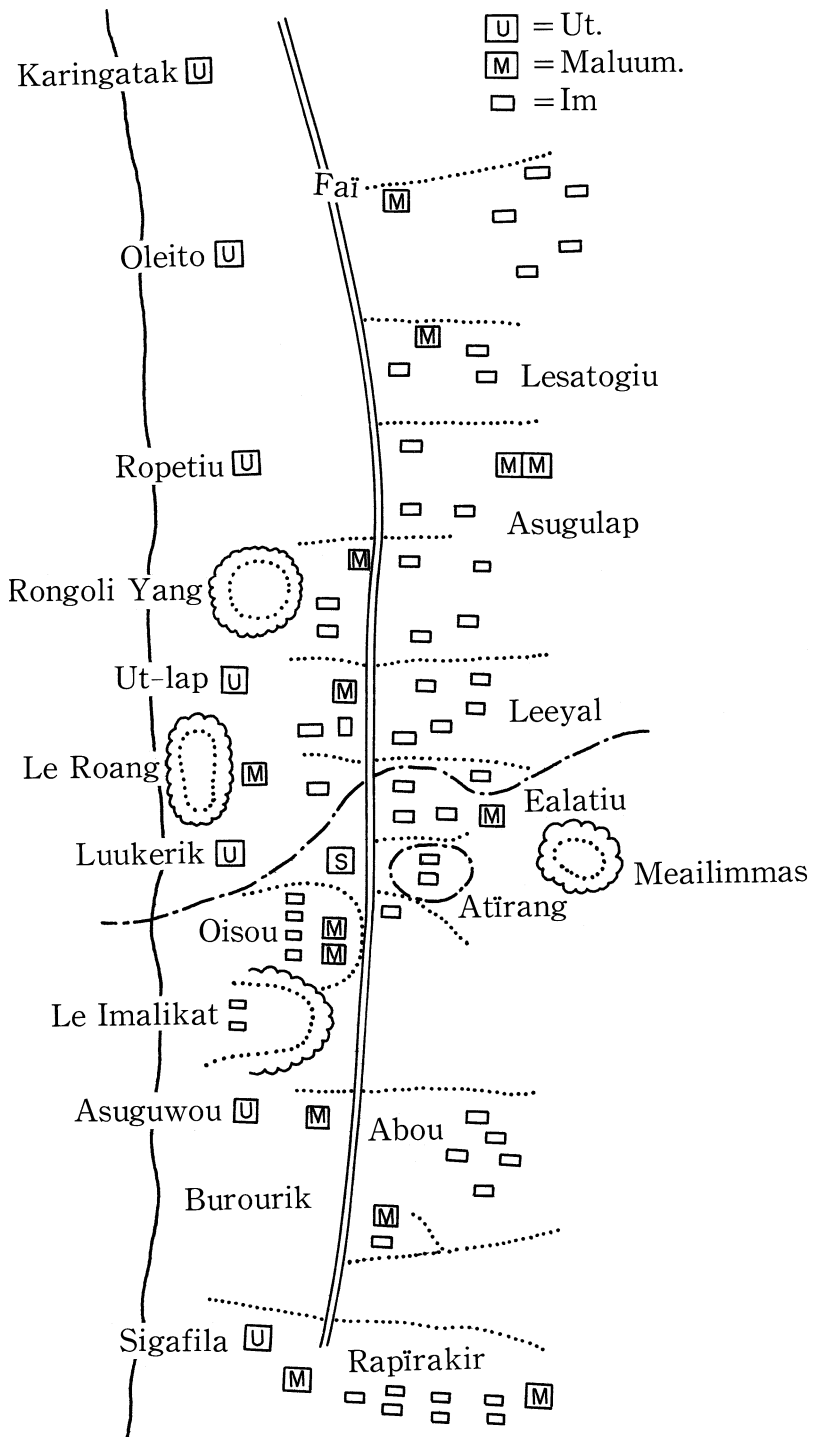 U = Ut.
Karingatak U
M = Maluum.
= Im
Faï
M
Oleito U
M
Lesatogiu
Ropetiu U
M M
Asugulap
M
Rongoli Yang
Ut-lap U
M
Leeyal
Le Roang
M
Ealatiu
M
Luukerik U
S
Meailimmas
Atïrang
Oisou
M
M
Le Imalikat
Asuguwou U
M
Abou
Burourik
M
Sigafila U
Rapïrakir
M
M